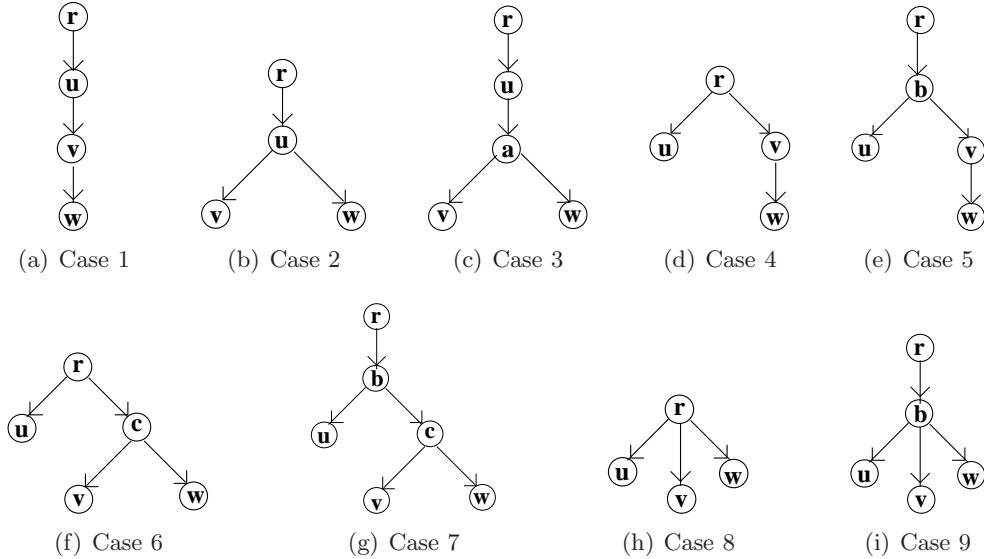 r
u
v
w
(a) Case 1
r
u
v w
(b) Case 2
r
u
a
v w
(c) Case 3
r
u v
w
(d) Case 4
r
b
u v
w
(e) Case 5
r
u c
v w
(f) Case 6
r
b
u c
v w
(g) Case 7
r
u v w
(h) Case 8
r
b
u v w
(i) Case 9